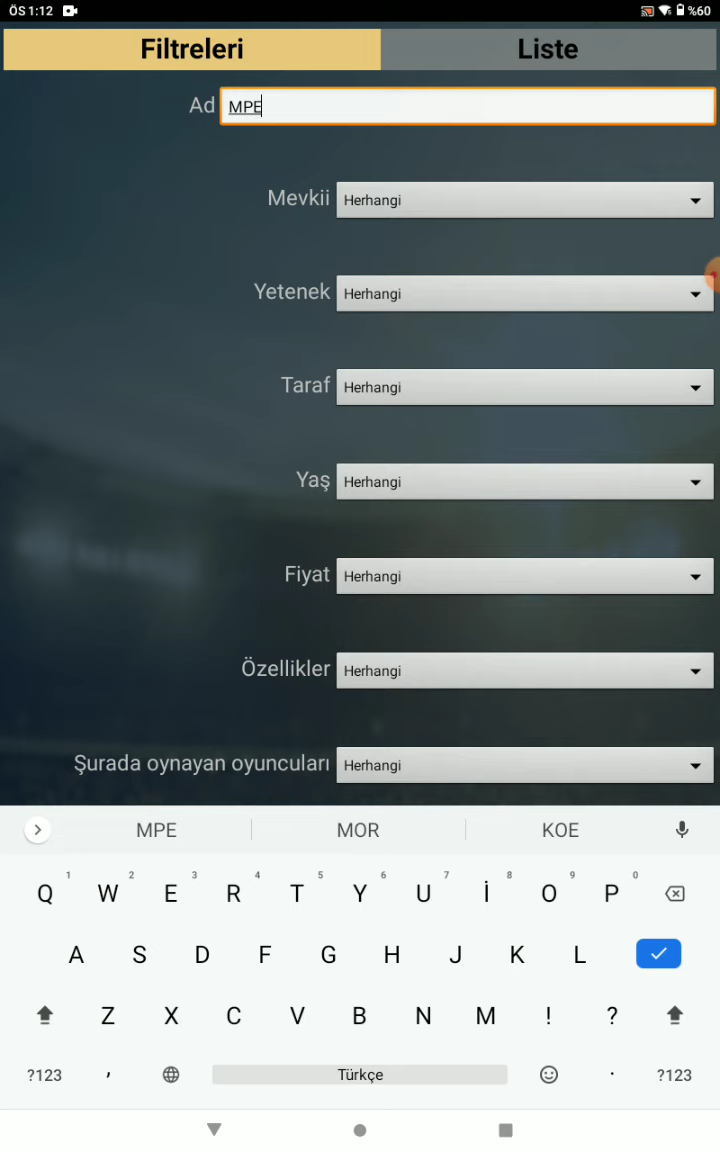 ÖS 1:12 %60
Filtreleri Liste
Ad MPE
Mevkii Herhangi
Yetenek Herhangi
Taraf Herhangi
Yaş Herhangi
Fiyat Herhangi
Özellikler Herhangi
Şurada oynayan oyuncuları Herhangi
MPE MOR KOE
1 2 3 4 5 6 7 8 9 0
Q W E R T Y U İ O P
A S D F G H J K L
Z X C V B N M ! ?
?123 , Türkçe . ?123